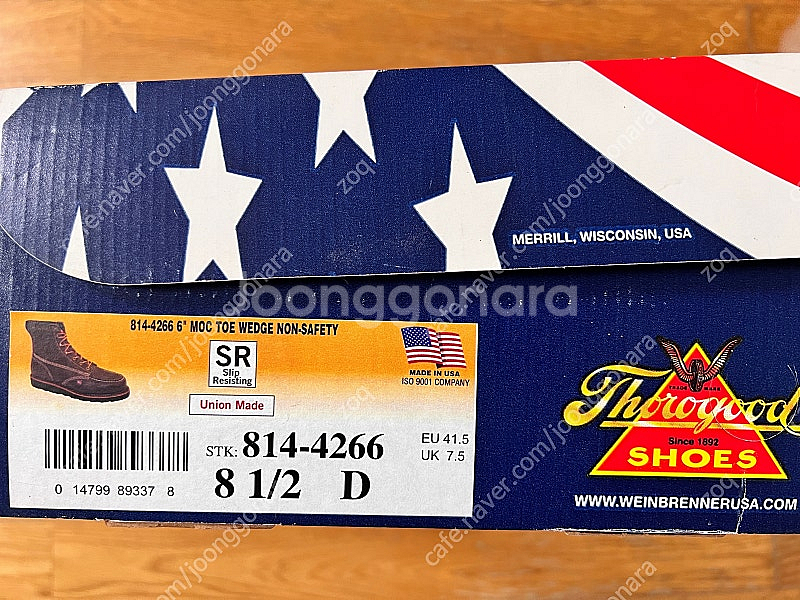 MERRILL, WISCONSIN, USA
joonggonara
814-4266 6" MOC TOE WEDGE NON-SAFETY
SR
Slip
Resisting
MADE IN USA
ISO 9001 COMPANY
Union Made
STK: 814-4266
EU 41.5
UK 7.5
8 1/2 D
0 14799 89337 8
TRADE MARK
Thorogood
Since 1892
SHOES
WWW.WEINBRENNERUSA.COM
cafe.naver.com/joonggonara
zoq